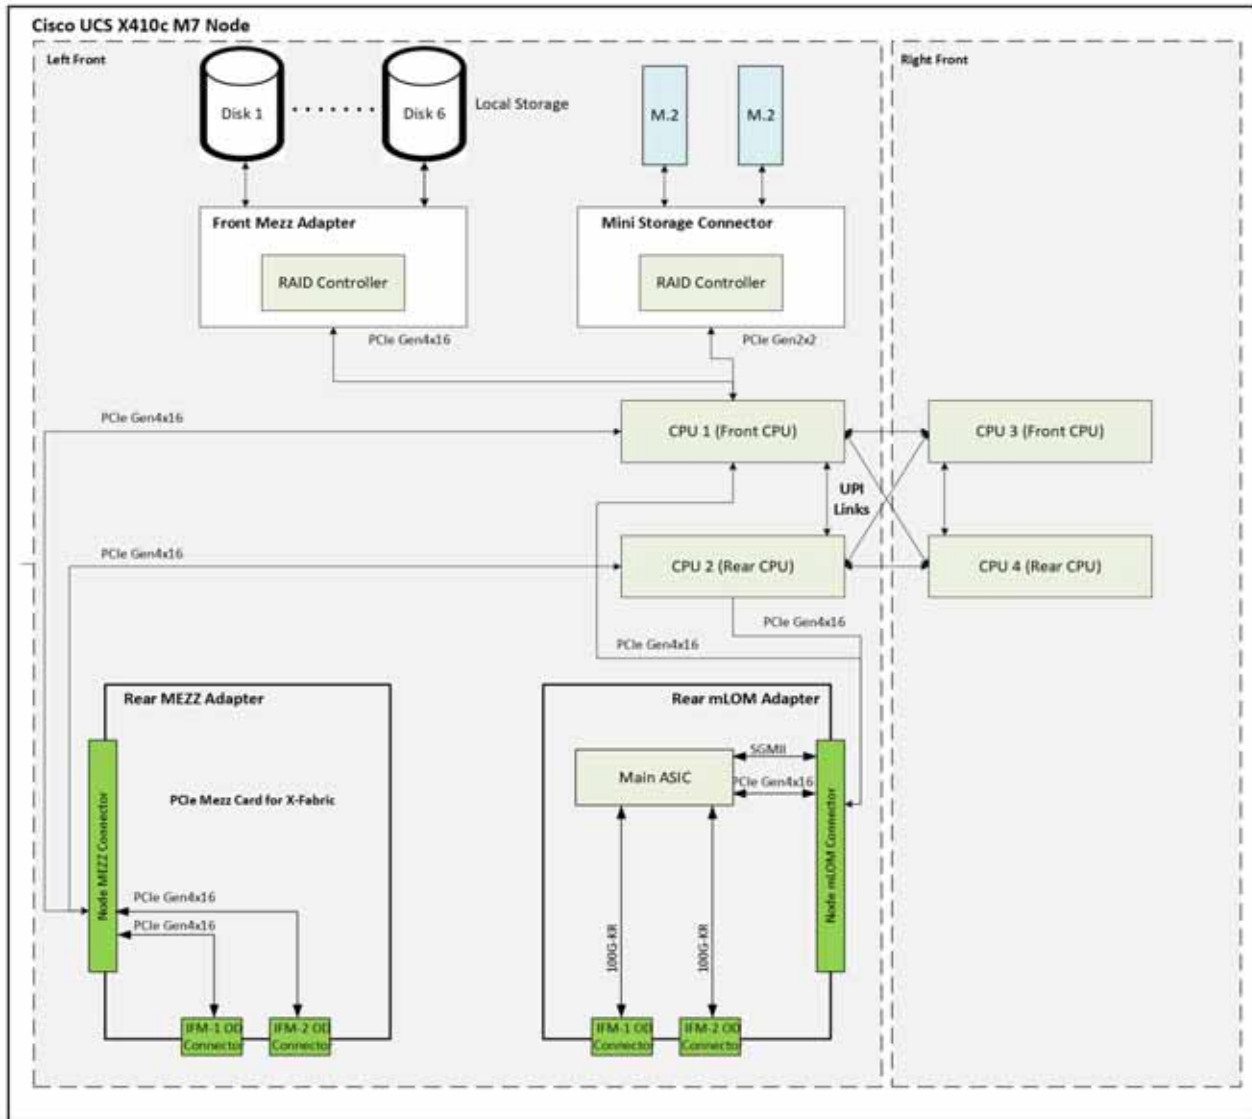 Cisco UCS X410c M7 Node
Left Front
Right Front
Disk 1
Disk 6
Local Storage
M.2
M.2
Front Mezz Adapter
RAID Controller
Mini Storage Connector
RAID Controller
PCIe Gen4x16
PCIe Gen2x2
PCIe Gen4x16
CPU 1 (Front CPU)
CPU 3 (Front CPU)
UPI
Links
PCIe Gen4x16
CPU 2 (Rear CPU)
CPU 4 (Rear CPU)
PCIe Gen4x16
PCIe Gen4x16
Rear MEZZ Adapter
Node MEZZ Connector
PCIe Mezz Card for X-Fabric
PCIe Gen4x16
PCIe Gen4x16
IFM-1 OD
Connector
IFM-2 OD
Connector
Rear mLOM Adapter
Main ASIC
SGMII
PCIe Gen4x16
Node mLOM Connector
100G-KR
100G-KR
IFM-1 OD
Connector
IFM-2 OD
Connector